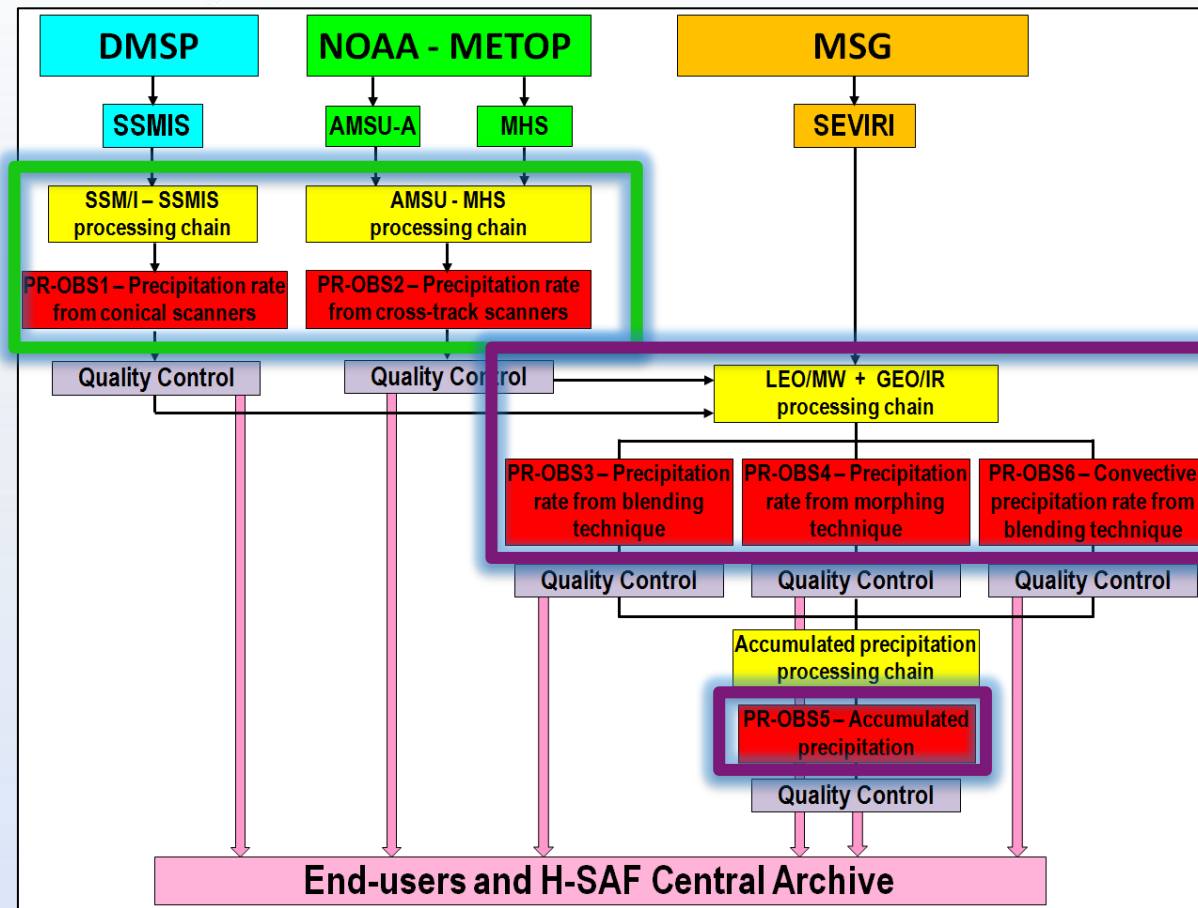 DMSP
NOAA - METOP
MSG
SSMIS
AMSU-A
MHS
SEVIRI
SSM/I – SSMIS
processing chain
AMSU - MHS
processing chain
PR-OBS1 – Precipitation rate
from conical scanners
PR-OBS2 – Precipitation rate
from cross-track scanners
Quality Control
Quality Control
LEO/MW + GEO/IR
processing chain
PR-OBS3 – Precipitation
rate from blending
technique
PR-OBS4 – Precipitation
rate from morphing
technique
PR-OBS6 – Convective
precipitation rate from
blending technique
Quality Control
Quality Control
Quality Control
Accumulated precipitation
processing chain
PR-OBS5 – Accumulated
precipitation
Quality Control
End-users and H-SAF Central Archive